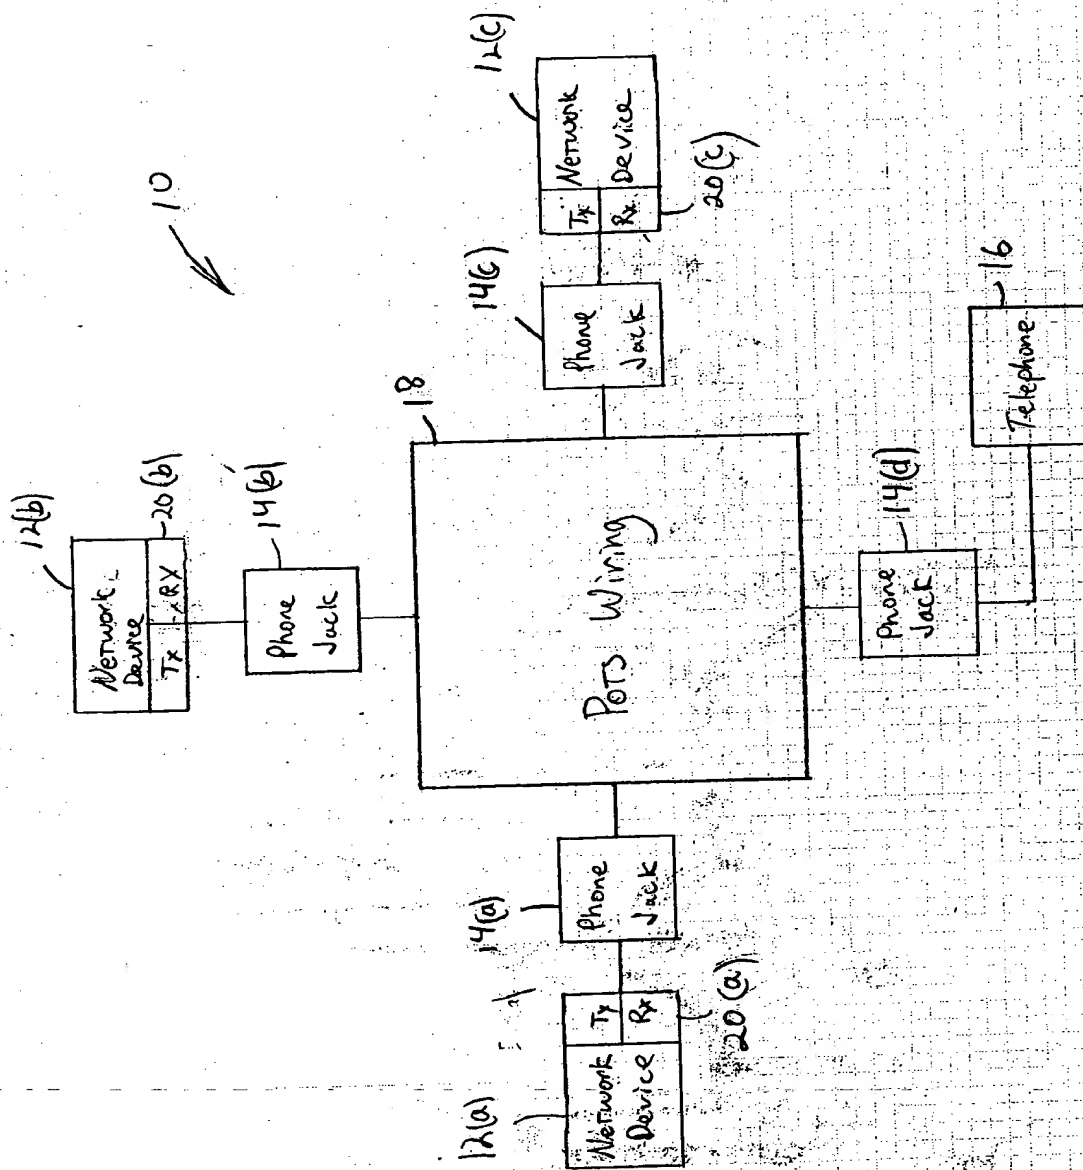 10
12(b)
Network
Device
Tx RX
20(b)
14(b)
Phone
Jack
12(a)
Network
Device
Tx
Rx
20(a)
14(a)
Phone
Jack
18
POTS Wiring
14(c)
Phone
Jack
12(c)
Network
Device
Tx
Rx
20(c)
14(d)
Phone
Jack
16
Telephone